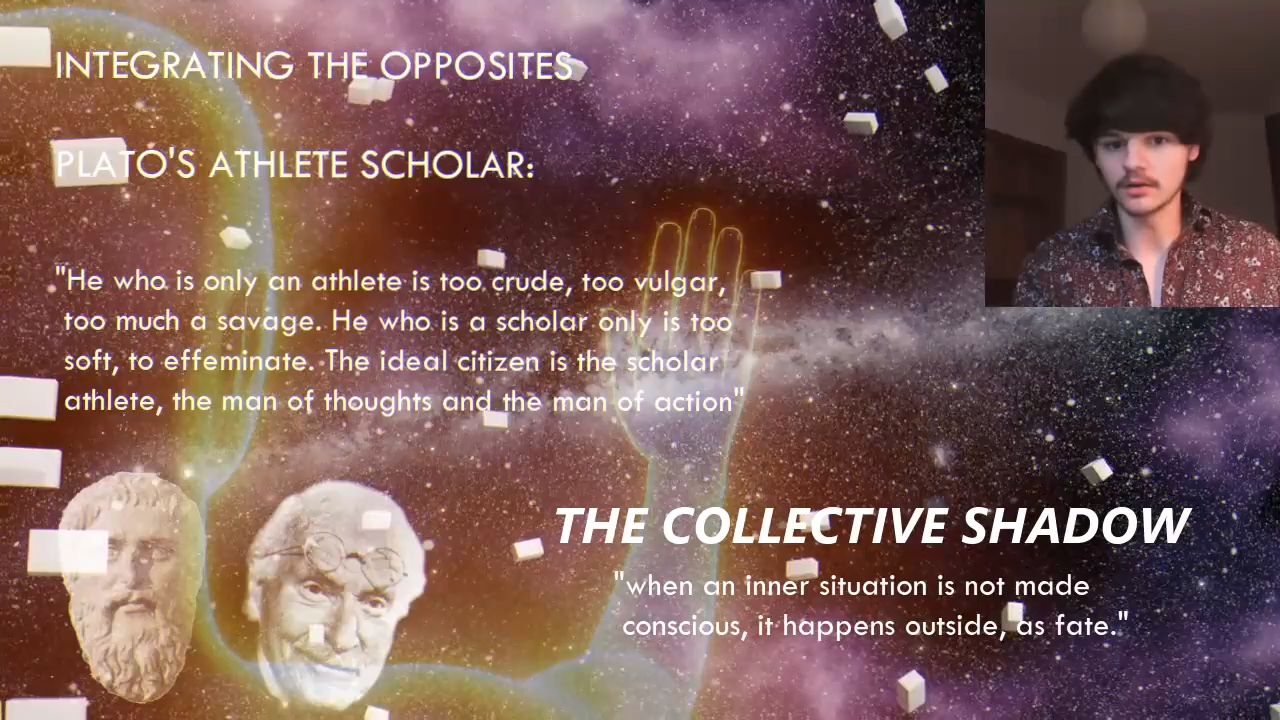 INTEGRATING THE OPPOSITES
PLATO'S ATHLETE SCHOLAR:
"He who is only an athlete is too crude, too vulgar,
too much a savage. He who is a scholar only is too
soft, to effeminate. The ideal citizen is the scholar
athlete, the man of thoughts and the man of action"
THE COLLECTIVE SHADOW
"when an inner situation is not made
conscious, it happens outside, as fate."